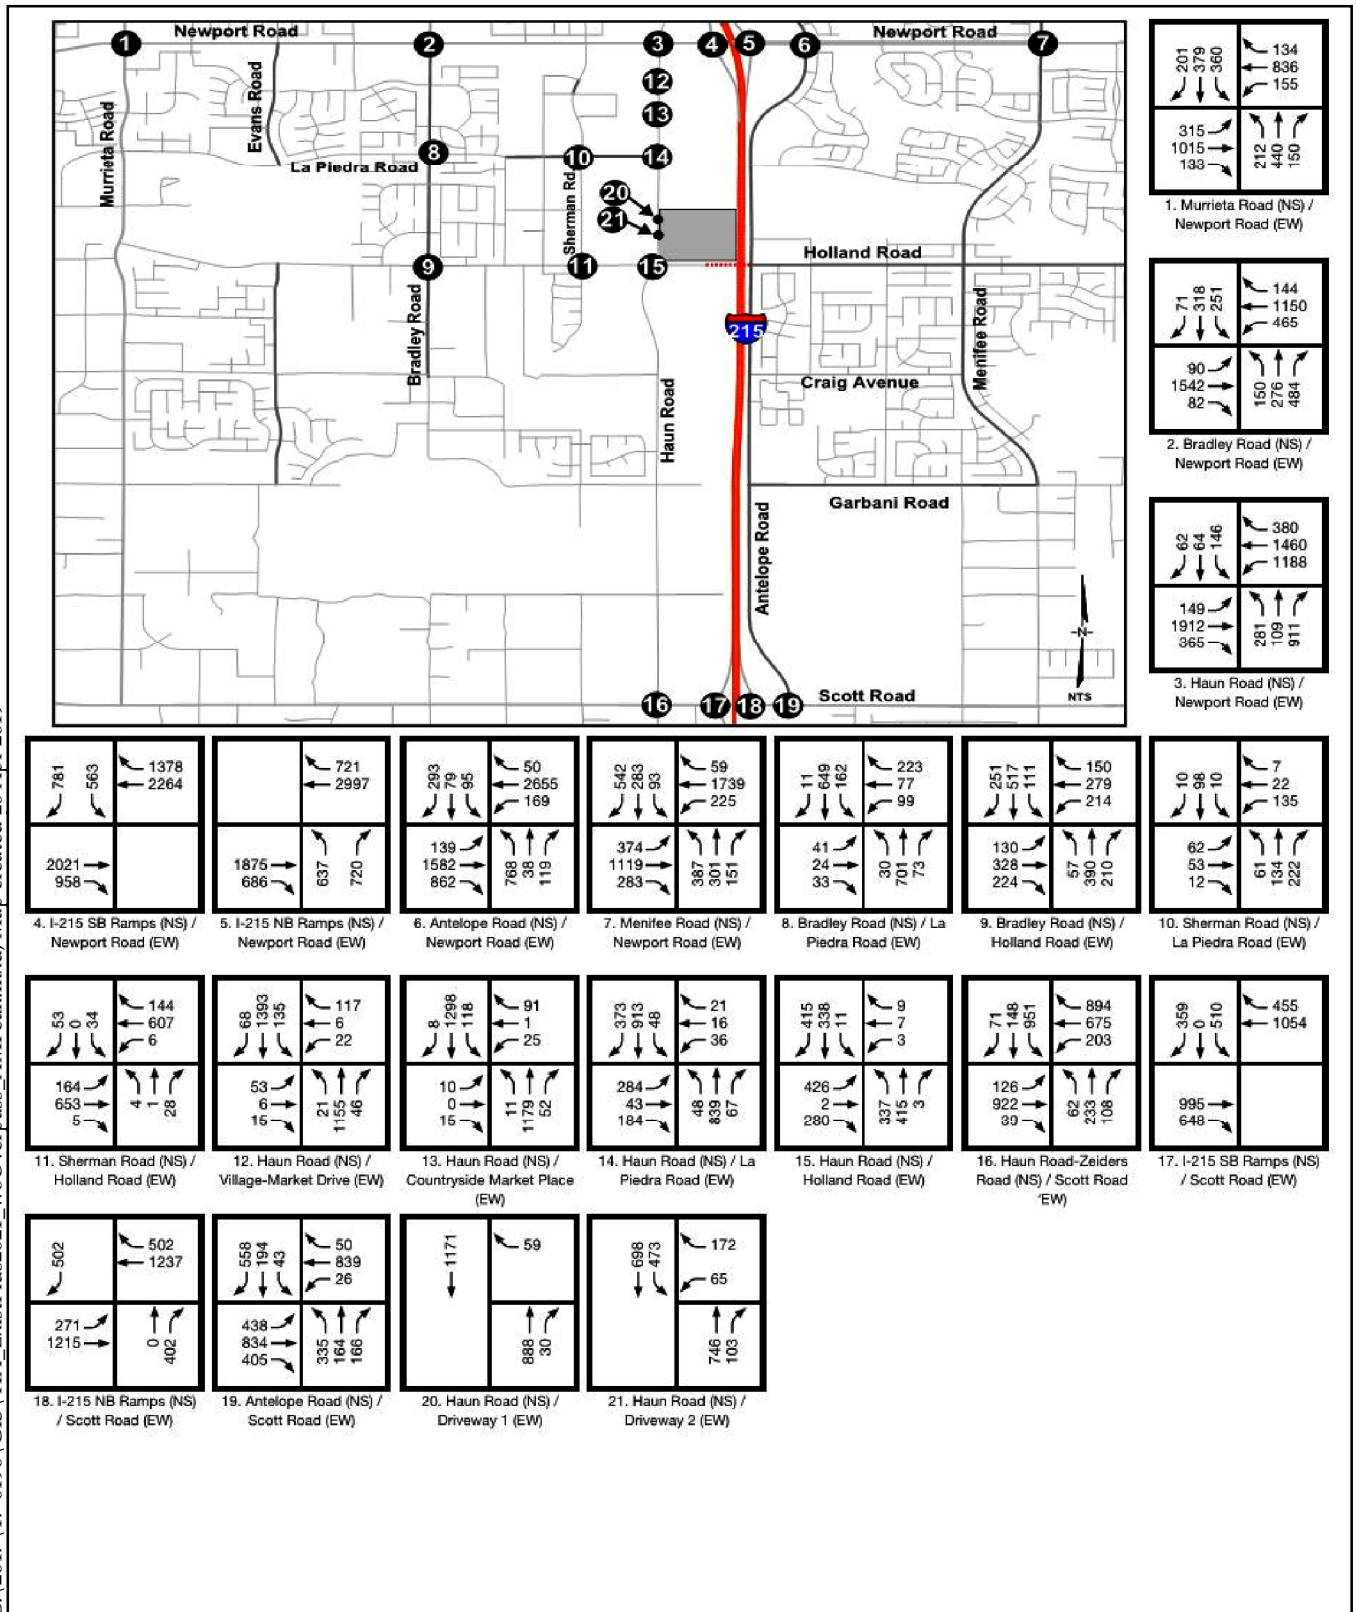 Newport Road
Newport Road
1
2
3
4
5
6
7
12
13
Evans Road
Murrieta Road
8
La Piedra Road
10
14
20
21
Sherman Rd
9
11
15
Holland Road
Bradley Road
215
Menifee Road
Craig Avenue
Haun Road
Garbani Road
Antelope Road
-N-
NTS
Scott Road
16
17
18
19
201 379 360
134
836
155
315
1015
133
212 440 150
1. Murrieta Road (NS) /
Newport Road (EW)
71 318 251
144
1150
465
90
1542
82
150 276 484
2. Bradley Road (NS) /
Newport Road (EW)
62 64 146
380
1460
1188
149
1912
365
281 109 911
3. Haun Road (NS) /
Newport Road (EW)
781 563
1378
2264
2021
958
4. I-215 SB Ramps (NS) /
Newport Road (EW)
721
2997
1875
686
637 720
5. I-215 NB Ramps (NS) /
Newport Road (EW)
293 79 95
50
2655
169
139
1582
862
768 38 119
6. Antelope Road (NS) /
Newport Road (EW)
542 283 93
59
1739
225
374
1119
283
387 301 151
7. Menifee Road (NS) /
Newport Road (EW)
11 649 162
223
77
99
41
24
33
30 701 73
8. Bradley Road (NS) / La
Piedra Road (EW)
251 517 111
150
279
214
130
328
224
57 390 210
9. Bradley Road (NS) /
Holland Road (EW)
10 98 10
7
22
135
62
53
12
61 134 222
10. Sherman Road (NS) /
La Piedra Road (EW)
53 0 34
144
607
6
164
653
5
4 1 28
11. Sherman Road (NS) /
Holland Road (EW)
68 1393 135
117
6
22
53
6
15
21 1155 46
12. Haun Road (NS) /
Village-Market Drive (EW)
8 1298 118
91
1
25
10
0
15
11 1179 52
13. Haun Road (NS) /
Countryside Market Place
(EW)
373 913 48
21
16
36
284
43
184
48 839 67
14. Haun Road (NS) / La
Piedra Road (EW)
415 338 11
9
7
3
426
2
280
337 415 3
15. Haun Road (NS) /
Holland Road (EW)
71 148 951
894
675
203
126
922
39
62 233 108
16. Haun Road-Zeiders
Road (NS) / Scott Road
'EW)
359 0 510
455
1054
995
648
17. I-215 SB Ramps (NS)
/ Scott Road (EW)
502
502
1237
271
1215
0 402
18. I-215 NB Ramps (NS)
/ Scott Road (EW)
558 194 43
50
839
26
438
834
405
335 164 166
19. Antelope Road (NS) /
Scott Road (EW)
1171
59
888 30
20. Haun Road (NS) /
Driveway 1 (EW)
698 473
172
65
746 103
21. Haun Road (NS) /
Driveway 2 (EW)